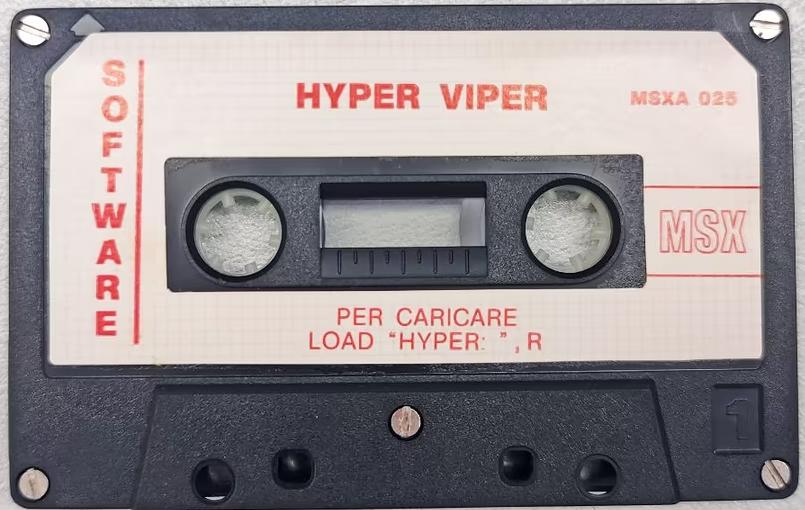 SOFTWARE
HYPER VIPER
MSXA 025
MSX
PER CARICARE
LOAD “HYPER: ”, R
1